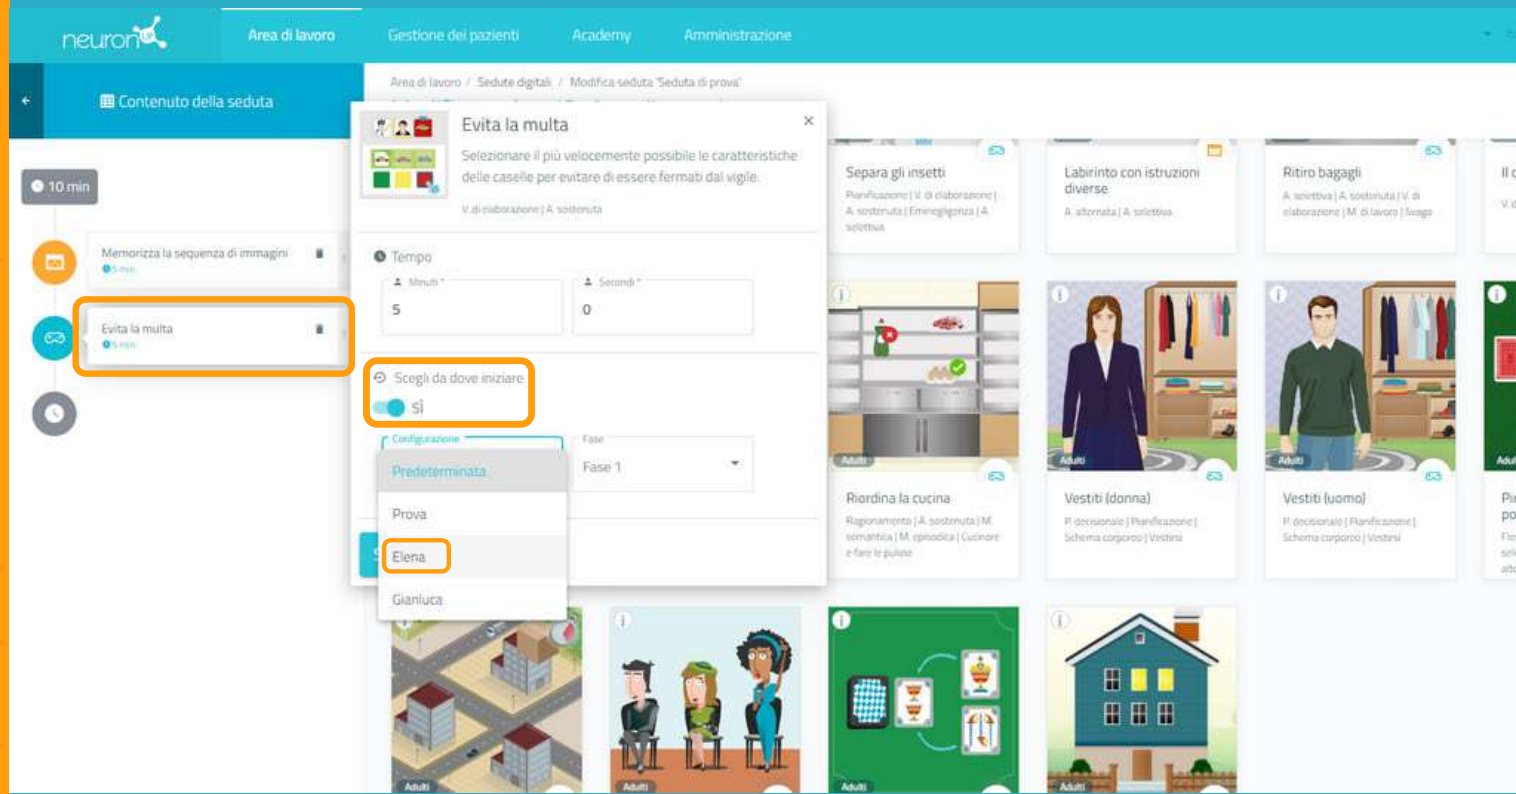 neuron UP
Area di lavoro
Gestione dei pazienti
Academy
Amministrazione
Contenuto della seduta
Area di lavoro / Sedute digitali / Modifica seduta 'Seduta di prova'
10 min
Memorizza la sequenza di immagini
5 min
Evita la multa
5 min
Evita la multa
×
Selezionare il più velocemente possibile le caratteristiche
delle caselle per evitare di essere fermati dal vigile.
V. di elaborazione | A. sostenuta
Tempo
Minuti *
5
Secondi *
0
Scegli da dove iniziare
sì
Configurazione
Predeterminata
Prova
Elena
Gianluca
Fase
Fase 1
Separa gli insetti
Pianificazione | V. di elaborazione |
A. sostenuta | Eminegligenza | A.
selettiva
Labirinto con istruzioni
diverse
A. alternata | A. selettiva
Ritiro bagagli
A. selettiva | A. sostenuta | V. di
elaborazione | M. di lavoro | Svago
Adulti
Riordina la cucina
Ragionamento | A. sostenuta | M.
semantica | M. episodica | Cucinare
e fare le pulizie
Adulti
Vestiti (donna)
P. decisionale | Pianificazione |
Schema corporeo | Vestirsi
Adulti
Vestiti (uomo)
P. decisionale | Pianificazione |
Schema corporeo | Vestirsi
Adulti
Adulti
Adulti
Adulti